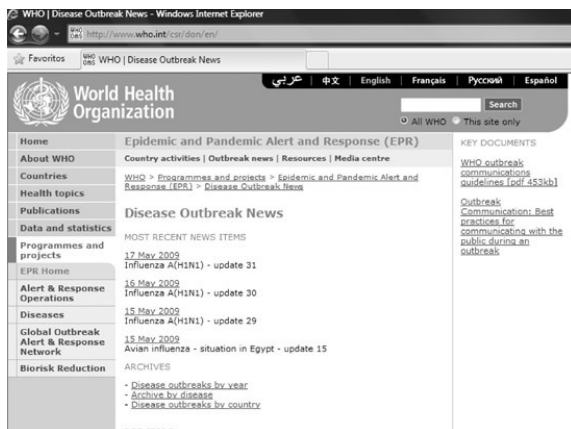 WHO | Disease Outbreak News - Windows Internet Explorer
http://www.who.int/csr/don/en/
Favoritos
WHO | Disease Outbreak News
عربي | 中文 | English | Français | Русский | Español
World Health
Organization
Search
All WHO This site only
Home
About WHO
Countries
Health topics
Publications
Data and statistics
Programmes and
projects
EPR Home
Alert & Response
Operations
Diseases
Global Outbreak
Alert & Response
Network
Biorisk Reduction
Epidemic and Pandemic Alert and Response (EPR)
Country activities | Outbreak news | Resources | Media centre
WHO > Programmes and projects > Epidemic and Pandemic Alert and
Response (EPR) > Disease Outbreak News
Disease Outbreak News
MOST RECENT NEWS ITEMS
17 May 2009
Influenza A(H1N1) - update 31
16 May 2009
Influenza A(H1N1) - update 30
15 May 2009
Influenza A(H1N1) - update 29
15 May 2009
Avian influenza - situation in Egypt - update 15
ARCHIVES
- Disease outbreaks by year
- Archive by disease
- Disease outbreaks by country
KEY DOCUMENTS
WHO outbreak
communications
guidelines [pdf 453kb]
Outbreak
Communication: Best
practices for
communicating with the
public during an
outbreak